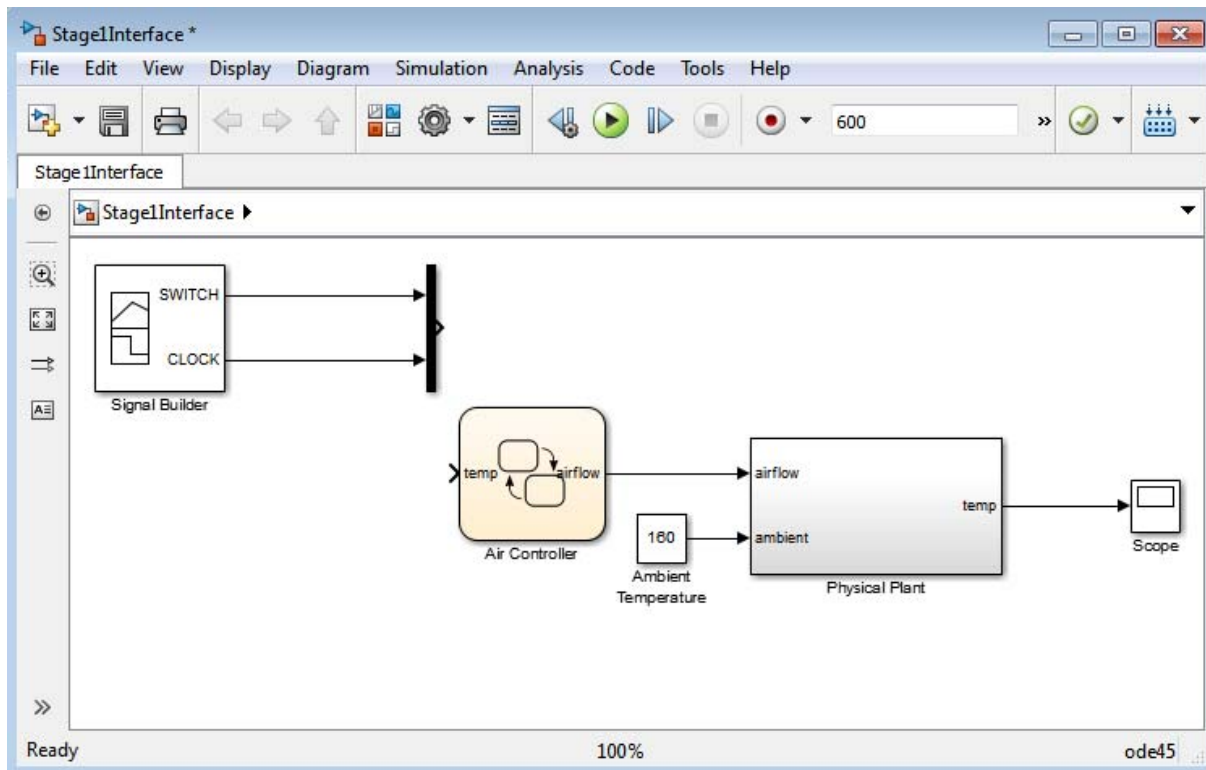 Stage1Interface *
File Edit View Display Diagram Simulation Analysis Code Tools Help
600 »
Stage1Interface
Stage1Interface
SWITCH
CLOCK
Signal Builder
temp airflow
Air Controller
160
Ambient
Temperature
airflow
temp
ambient
Physical Plant
Scope
A
»
Ready 100% ode45